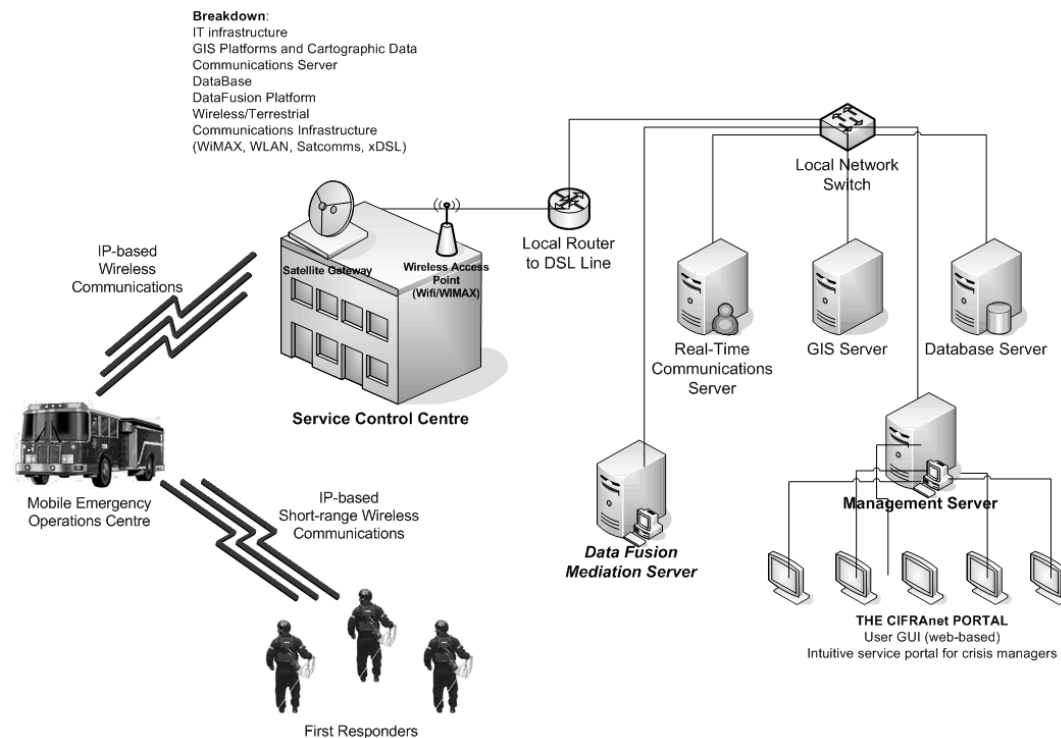 Breakdown:
IT infrastructure
GIS Platforms and Cartographic Data
Communications Server
DataBase
DataFusion Platform
Wireless/Terrestrial
Communications Infrastructure
(WiMAX, WLAN, Satcomms, xDSL)
Local Network
Switch
Local Router
to DSL Line
IP-based
Wireless
Communications
Satellite Gateway
Wireless Access
Point
(Wifi/WIMAX)
Real-Time
Communications
Server
GIS Server
Database Server
Service Control Centre
Mobile Emergency
Operations Centre
IP-based
Short-range Wireless
Communications
Management Server
Data Fusion
Mediation Server
THE CIFRAnet PORTAL
User GUI (web-based)
Intuitive service portal for crisis managers
First Responders